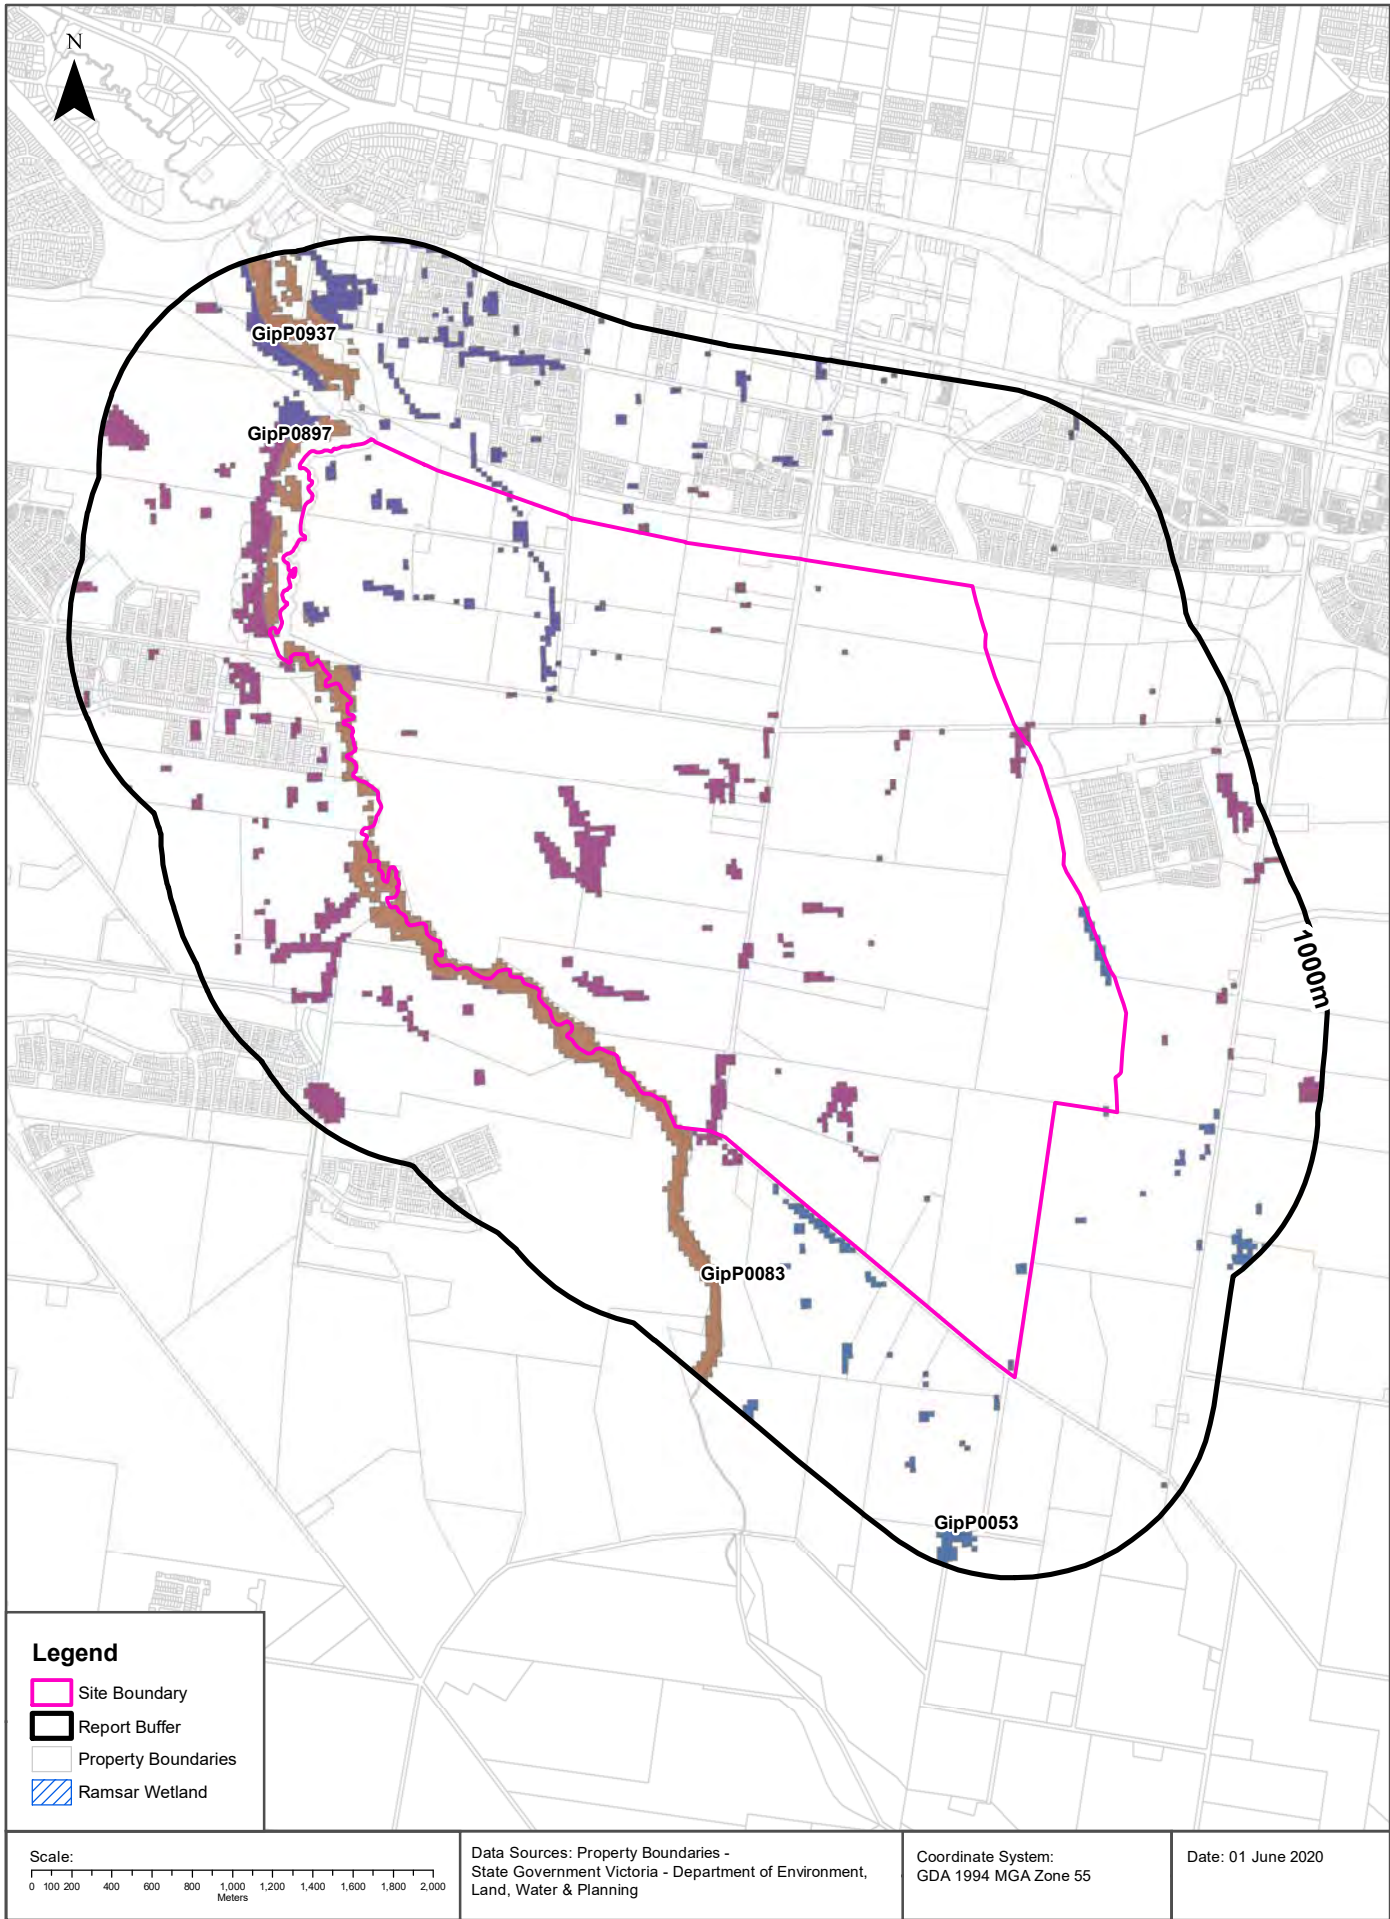 N
GipP0937
GipP0897
1000m
GipP0083
GipP0053
Legend
Site Boundary
Report Buffer
Property Boundaries
Ramsar Wetland
Scale:
0 100 200 400 600 800 1,000 1,200 1,400 1,600 1,800 2,000
Meters
Data Sources: Property Boundaries -
State Government Victoria - Department of Environment,
Land, Water & Planning
Coordinate System:
GDA 1994 MGA Zone 55
Date: 01 June 2020